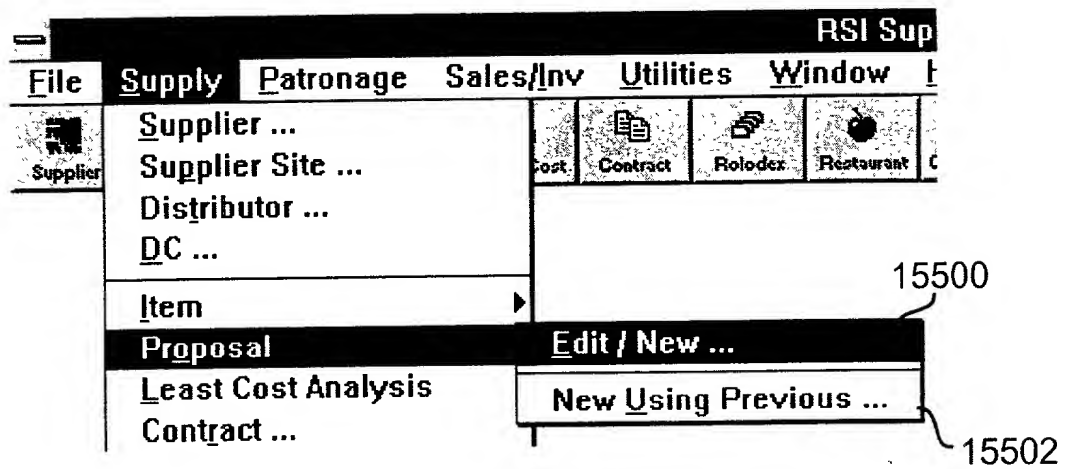 RSI Sup
File Supply Patronage Sales/Inv Utilities Window
Supplier Cost Contract Rolodex Restaurant
Supplier ...
Supplier Site ...
Distributor ...
DC ...
15500
Item
Proposal Edit / New ...
Least Cost Analysis New Using Previous ...
Contract ...
15502